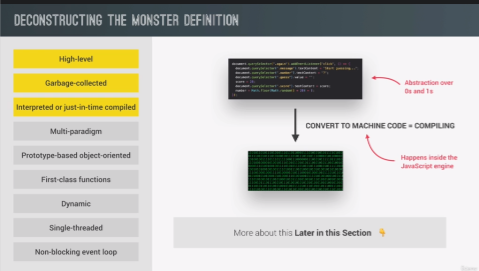 DECONSTRUCTING THE MONSTER DEFINITION
High-level
Garbage-collected
Interpreted or just-in-time compiled
Multi-paradigm
Prototype-based object-oriented
First-class functions
Dynamic
Single-threaded
Non-blocking event loop
Abstraction over
0s and 1s
CONVERT TO MACHINE CODE = COMPILING
Happens inside the
JavaScript engine
More about this Later in this Section 👇